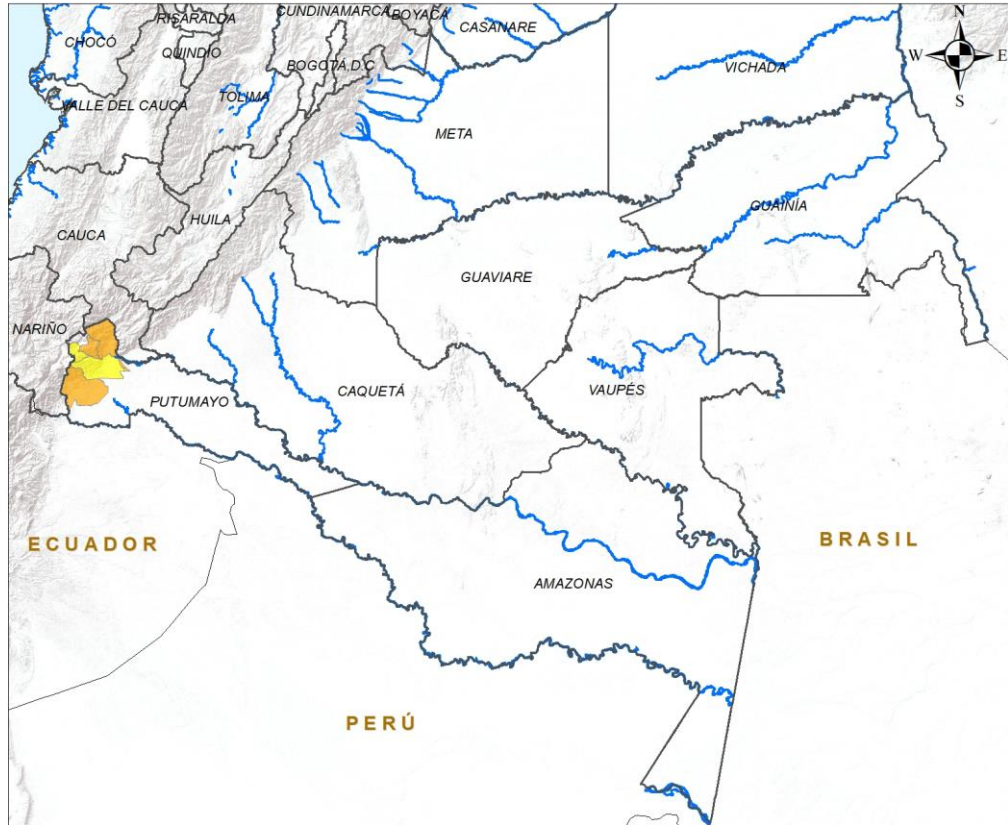 CUNDINAMARCA
BOYACÁ
RISARALDA
CASANARE
N
CHOCÓ
QUINDÍO
BOGOTÁ D.C
VICHADA
W
E
S
VALLE DEL CAUCA
TOLIMA
META
HUILA
GUAINÍA
CAUCA
GUAVIARE
NARIÑO
CAQUETÁ
VAUPÉS
PUTUMAYO
ECUADOR
BRASIL
AMAZONAS
PERÚ